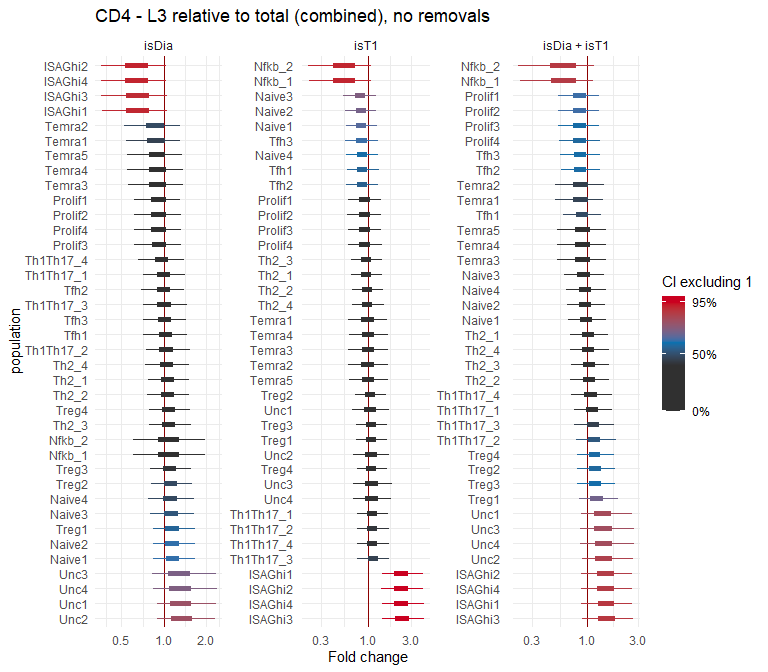 CD4 - L3 relative to total (combined), no removals
isDia
ISAGhi2
ISAGhi4
ISAGhi3
ISAGhi1
Temra2
Temra1
Temra5
Temra4
Temra3
Prolif1
Prolif2
Prolif4
Prolif3
Th1Th17_4
Th1Th17_1
Tfh2
Th1Th17_3
Tfh3
Tfh1
Th1Th17_2
Th2_4
Th2_1
Th2_2
Treg4
Th2_3
Nfkb_2
Nfkb_1
Treg3
Treg2
Naive4
Naive3
Treg1
Naive2
Naive1
Unc3
Unc4
Unc1
Unc2
0.5 1.0 2.0
isT1
Nfkb_2
Nfkb_1
Naive3
Naive2
Naive1
Tfh3
Naive4
Tfh1
Tfh2
Prolif1
Prolif2
Prolif3
Prolif4
Th2_3
Th2_1
Th2_2
Th2_4
Temra1
Temra4
Temra3
Temra2
Temra5
Treg2
Unc1
Treg3
Treg1
Unc2
Treg4
Unc3
Unc4
Th1Th17_1
Th1Th17_2
Th1Th17_4
Th1Th17_3
ISAGhi1
ISAGhi2
ISAGhi4
ISAGhi3
0.3 1.0 3.0
isDia + isT1
Nfkb_2
Nfkb_1
Prolif1
Prolif2
Prolif3
Prolif4
Tfh3
Tfh2
Temra2
Temra1
Tfh1
Temra5
Temra4
Temra3
Naive3
Naive4
Naive2
Naive1
Th2_1
Th2_4
Th2_3
Th2_2
Th1Th17_4
Th1Th17_1
Th1Th17_3
Th1Th17_2
Treg4
Treg2
Treg3
Treg1
Unc1
Unc3
Unc4
Unc2
ISAGhi2
ISAGhi4
ISAGhi1
ISAGhi3
0.3 1.0 3.0
population
Fold change
CI excluding 1
95%
50%
0%